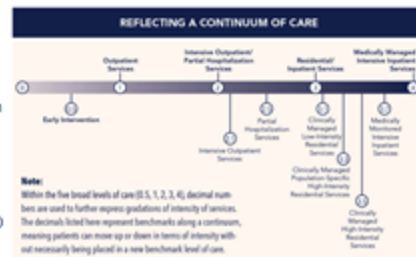 REFLECTING A CONTINUUM OF CARE
Outpatient
Services
Intensive Outpatient/
Partial Hospitalization
Services
Residential/
Inpatient Services
Medically Managed
Intensive Inpatient
Services
0
1
2
3
4
Early Intervention
Intensive Outpatient
Services
Partial
Hospitalization
Services
Clinically
Managed
Low-Intensity
Residential
Services
Clinically Managed
Population-Specific
High-Intensity
Residential Services
Clinically
Managed
High-Intensity
Residential
Services
Medically
Monitored
Intensive
Inpatient
Services
Note:
Within the five broad levels of care (0.5, 1, 2, 3, 4), decimal num-
bers are used to further express gradations of intensity of services.
The decimals listed here represent benchmarks along a continuum,
meaning patients can move up or down in terms of intensity with-
out necessarily being placed in a new benchmark level of care.